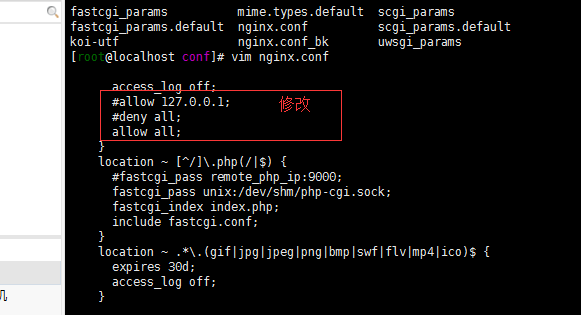 fastcgi_params mime.types.default scgi_params
fastcgi_params.default nginx.conf scgi_params.default
koi-utf nginx.conf_bk uwsgi_params
[root@localhost conf]# vim nginx.conf
access_log off;
#allow 127.0.0.1; 修改
#deny all;
allow all;
}
location ~ [^/]\.php(/|$) {
#fastcgi_pass remote_php_ip:9000;
fastcgi_pass unix:/dev/shm/php-cgi.sock;
fastcgi_index index.php;
include fastcgi.conf;
}
location ~ .*\.(gif|jpg|jpeg|png|bmp|swf|flv|mp4|ico)$ {
expires 30d;
access_log off;
}